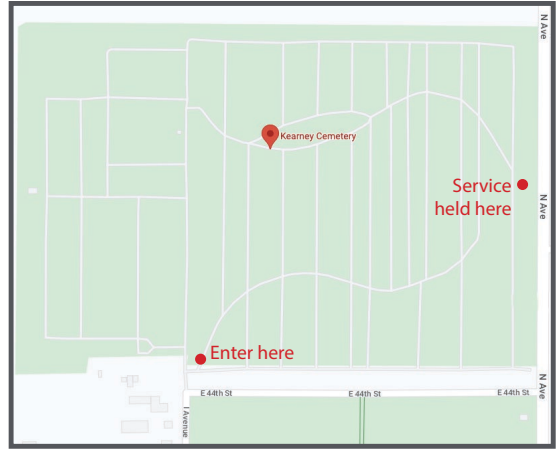 N Ave
Kearney Cemetery
Service
held here
N Ave
Enter here
N Ave
E 44th St
E 44th St
E 44th St
I Avenue